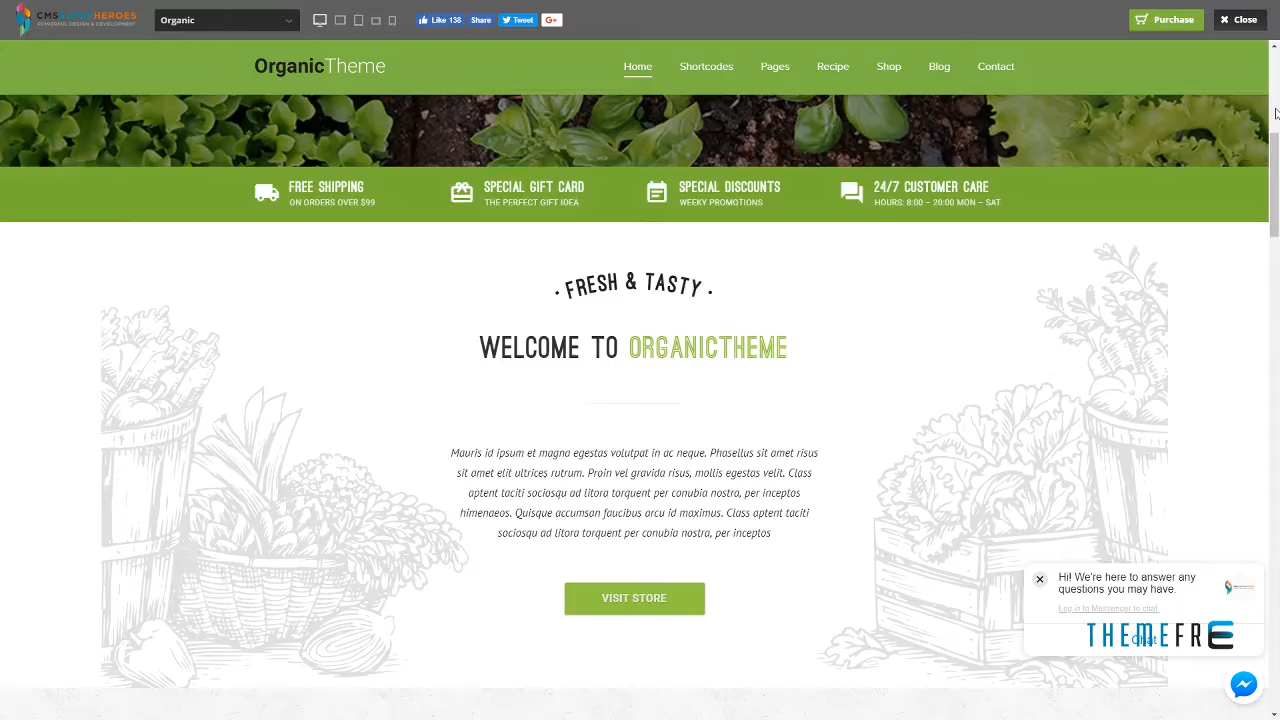 CMSSUPERHEROES
POWERFUL DESIGN & DEVELOPMENT
Organic
Like 138
Share
Tweet
G+
Purchase
Close
OrganicTheme
Home
Shortcodes
Pages
Recipe
Shop
Blog
Contact
FREE SHIPPING
ON ORDERS OVER $99
SPECIAL GIFT CARD
THE PERFECT GIFT IDEA
SPECIAL DISCOUNTS
WEEKY PROMOTIONS
24/7 CUSTOMER CARE
HOURS: 8:00 – 20:00 MON – SAT
· FRESH & TASTY ·
WELCOME TO ORGANICTHEME
Mauris id ipsum et magna egestas volutpat in ac neque. Phasellus sit amet risus
sit amet elit ultrices rutrum. Proin vel gravida risus, mollis egestas velit. Class
aptent taciti sociosqu ad litora torquent per conubia nostra, per inceptos
himenaeos. Quisque accumsan faucibus arcu id maximus. Class aptent taciti
sociosqu ad litora torquent per conubia nostra, per inceptos
VISIT STORE
Hi! We're here to answer any
questions you may have
Log in to Messenger to chat.
Chat
THEMEFRE